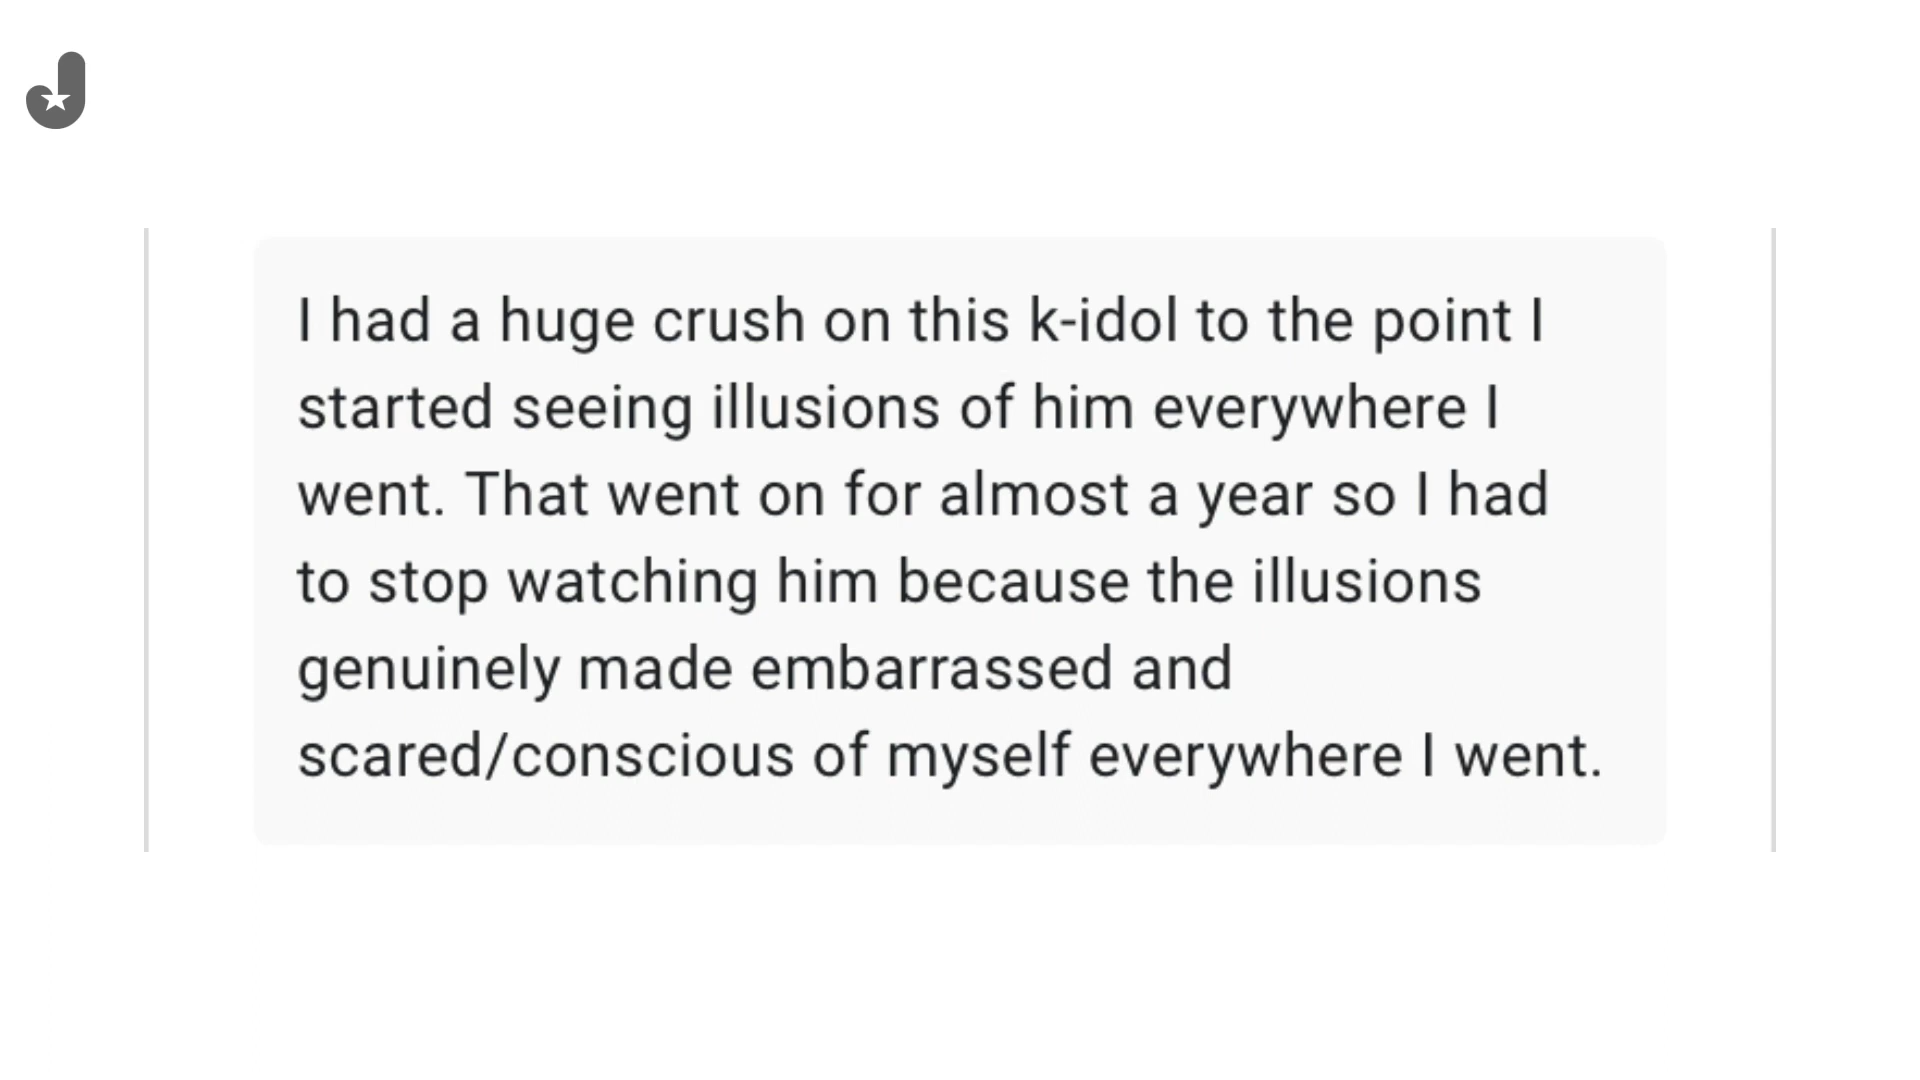 J
I had a huge crush on this k-idol to the point I
started seeing illusions of him everywhere I
went. That went on for almost a year so I had
to stop watching him because the illusions
genuinely made embarrassed and
scared/conscious of myself everywhere I went.